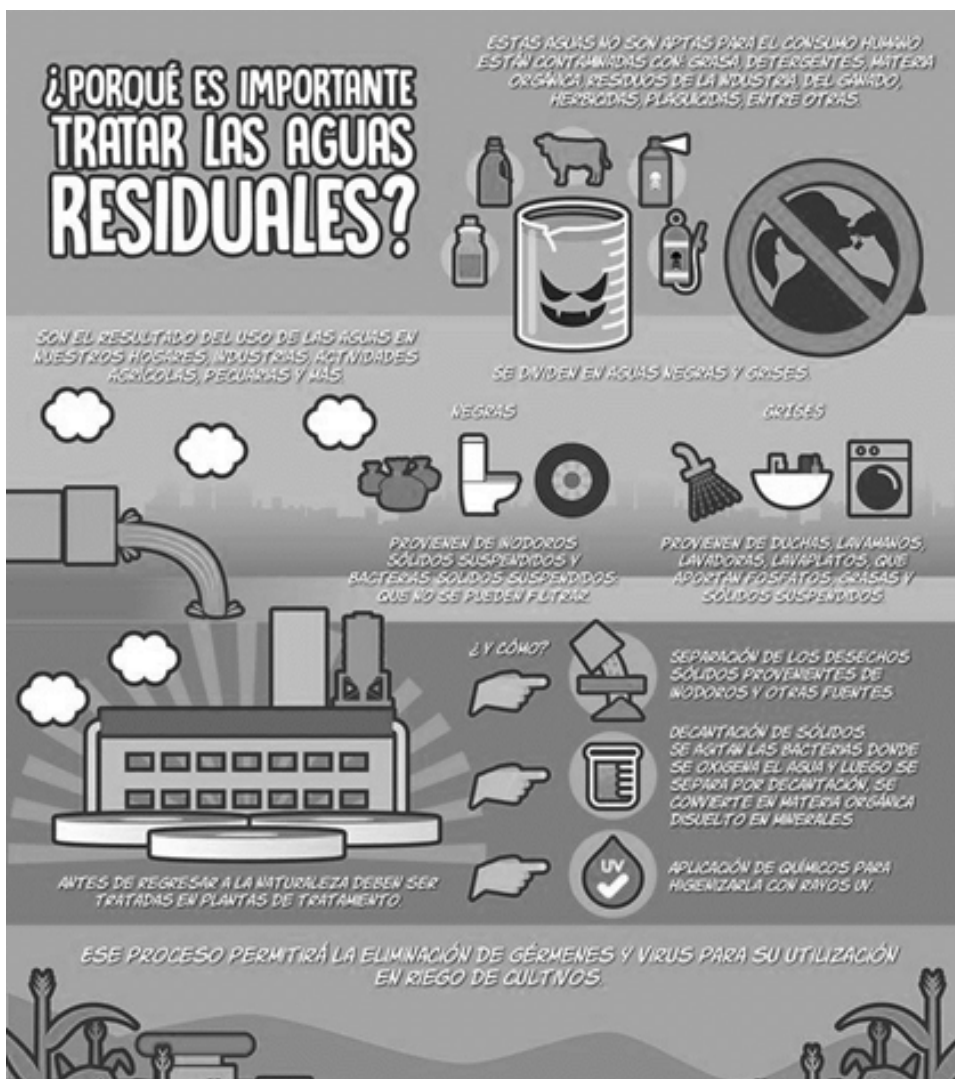 ¿PORQUÉ ES IMPORTANTE
TRATAR LAS AGUAS
RESIDUALES?
ESTAS AGUAS NO SON APTAS PARA EL CONSUMO HUMANO
ESTÁN CONTAMINADAS CON: GRASA, DETERGENTES, MATERIA
ORGÁNICA, RESIDUOS DE LA INDUSTRIA, DEL GANADO,
HERBICIDAS, PLAGUICIDAS, ENTRE OTRAS.
SON EL RESULTADO DEL USO DE LAS AGUAS EN
NUESTROS HOGARES, INDUSTRIAS, ACTIVIDADES
AGRÍCOLAS, PECUARIAS Y MÁS.
SE DIVIDEN EN AGUAS NEGRAS Y GRISES.
NEGRAS
PROVIENEN DE INODOROS
SÓLIDOS SUSPENDIDOS Y
BACTERIAS SÓLIDOS SUSPENDIDOS:
QUE NO SE PUEDEN FILTRAR.
GRISES
PROVIENEN DE DUCHAS, LAVAMANOS,
LAVADORAS, LAVAPLATOS, QUE
APORTAN FOSFATOS, GRASAS Y
SÓLIDOS SUSPENDIDOS.
ANTES DE REGRESAR A LA NATURALEZA DEBEN SER
TRATADAS EN PLANTAS DE TRATAMIENTO.
¿Y CÓMO?
SEPARACIÓN DE LOS DESECHOS
SÓLIDOS PROVENIENTES DE
INODOROS Y OTRAS FUENTES.
DECANTACIÓN DE SÓLIDOS
SE AGITAN LAS BACTERIAS DONDE
SE OXIGENA EL AGUA Y LUEGO SE
SEPARA POR DECANTACIÓN, SE
CONVIERTE EN MATERIA ORGÁNICA
DISUELTO EN MINERALES
UV
APLICACIÓN DE QUÍMICOS PARA
HIGIENIZARLA CON RAYOS UV.
ESE PROCESO PERMITIRÁ LA ELIMINACIÓN DE GÉRMENES Y VIRUS PARA SU UTILIZACIÓN
EN RIEGO DE CULTIVOS.